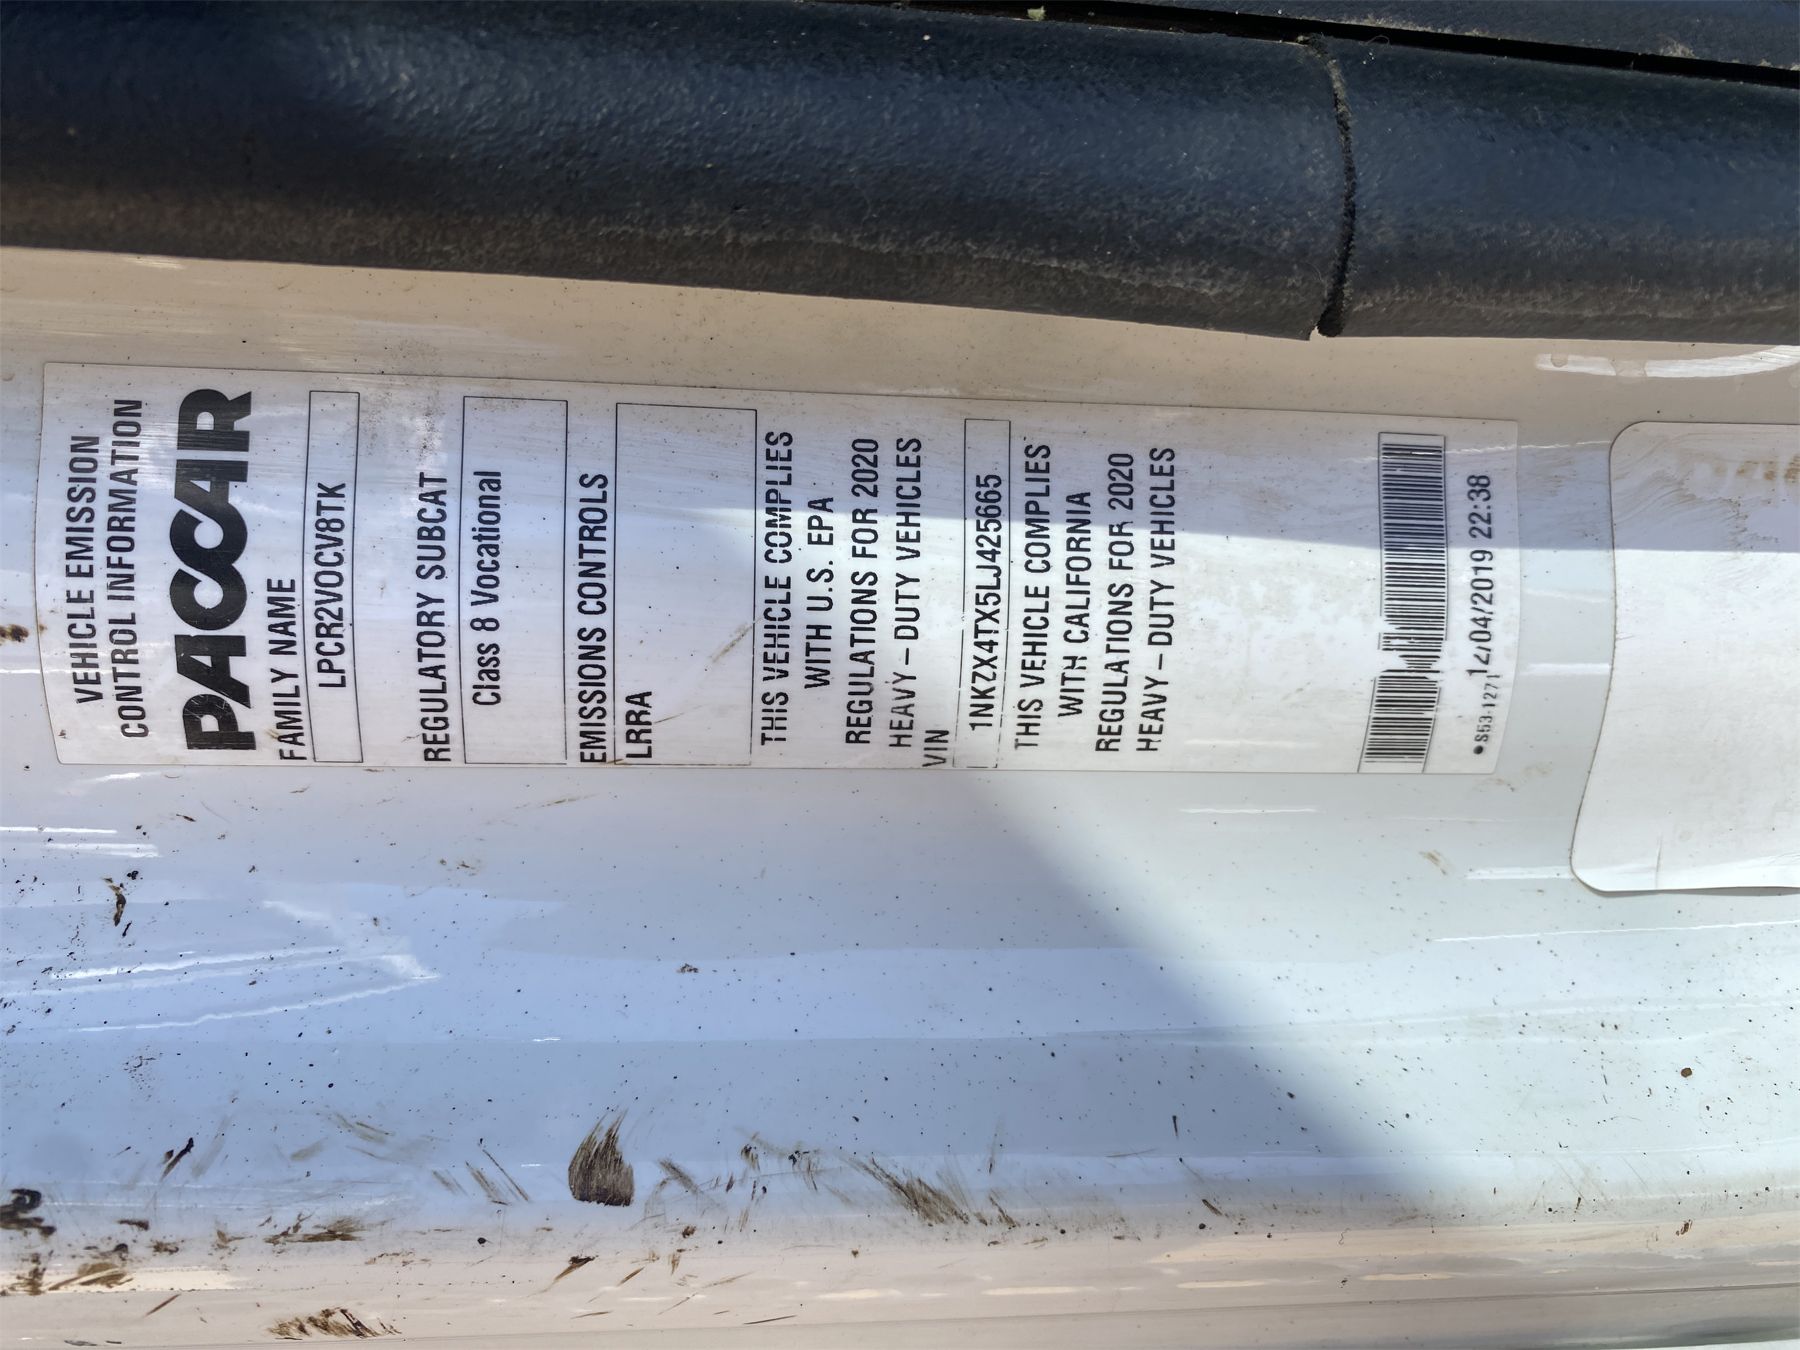 VEHICLE EMISSION
CONTROL INFORMATION
PACCAR
FAMILY NAME
LPCR2VOCV8TK
REGULATORY SUBCAT
Class 8 Vocational
EMISSIONS CONTROLS
LRRA
THIS VEHICLE COMPLIES
WITH U.S. EPA
REGULATIONS FOR 2020
HEAVY – DUTY VEHICLES
VIN
1NKZX4TX5LJ425665
THIS VEHICLE COMPLIES
WITH CALIFORNIA
REGULATIONS FOR 2020
HEAVY – DUTY VEHICLES
•S53-1271 12/04/2019 22:38